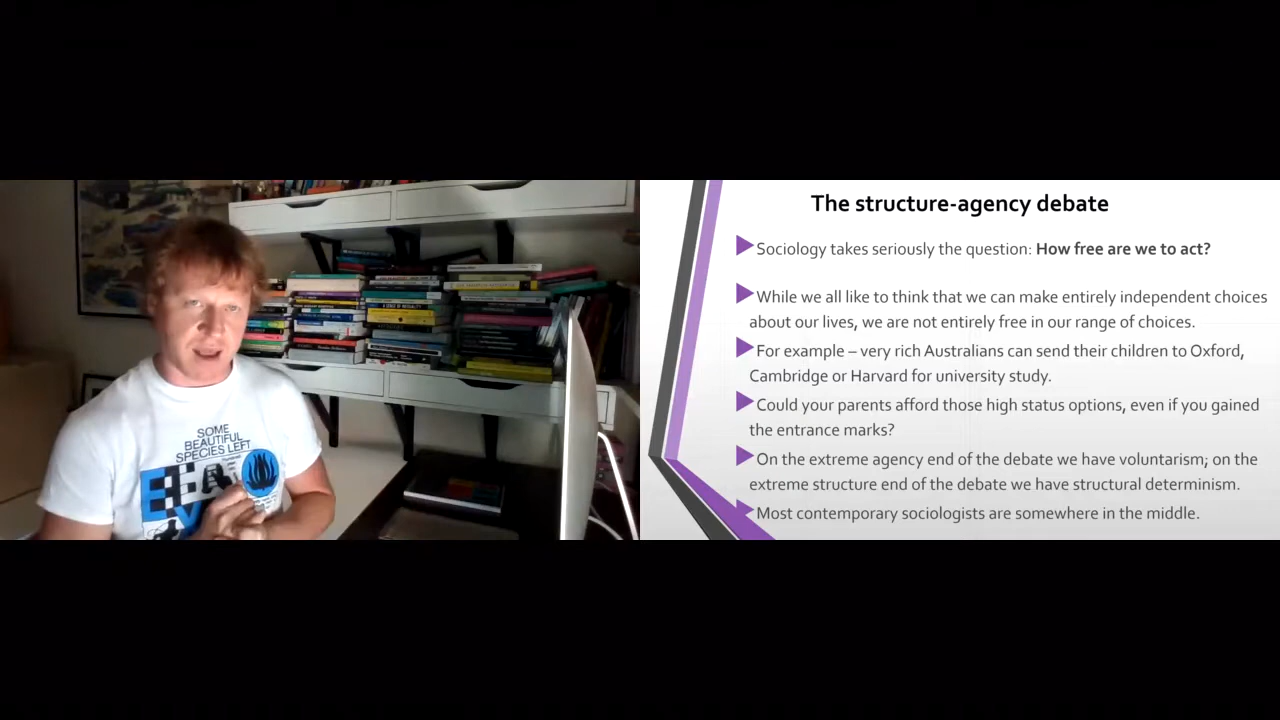 SOME
BEAUTIFUL
SPECIES LEFT
The structure-agency debate
Sociology takes seriously the question: How free are we to act?
While we all like to think that we can make entirely independent choices
about our lives, we are not entirely free in our range of choices.
For example – very rich Australians can send their children to Oxford,
Cambridge or Harvard for university study.
Could your parents afford those high status options, even if you gained
the entrance marks?
On the extreme agency end of the debate we have voluntarism; on the
extreme structure end of the debate we have structural determinism.
Most contemporary sociologists are somewhere in the middle.